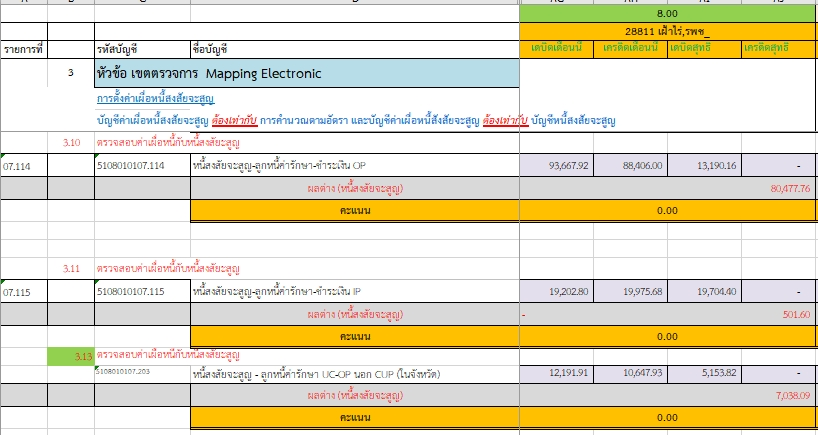 8.00
28811 เฝ้าไร่,รพช_
รายการที่ รหัสบัญชี ชื่อบัญชี เดบิตเดือนนี้ เครดิตเดือนนี้ เดบิตสุทธิ เครดิตสุทธิ
3 หัวข้อ เขตตรวจการ Mapping Electronic
การตั้งค่าเผื่อหนี้สงสัยจะสูญ
บัญชีค่าเผื่อหนี้สงสัยจะสูญ ต้องเท่ากับ การคำนวณตามอัตรา และบัญชีค่าเผื่อหนี้สงสัยจะสูญ ต้องเท่ากับ บัญชีหนี้สงสัยจะสูญ
3.10 ตรวจสอบค่าเผื่อหนี้กับหนี้สงสัยะสูญ
07.114 5108010107.114 หนี้สงสัยจะสูญ-ลูกหนี้ค่ารักษา-ชำระเงิน OP 93,667.92 88,406.00 13,190.16 -
ผลต่าง (หนี้สงสัยจะสูญ) 80,477.76
คะแนน 0.00
3.11 ตรวจสอบค่าเผื่อหนี้กับหนี้สงสัยะสูญ
07.115 5108010107.115 หนี้สงสัยจะสูญ-ลูกหนี้ค่ารักษา-ชำระเงิน IP 19,202.80 19,975.68 19,704.40 -
ผลต่าง (หนี้สงสัยจะสูญ) - 501.60
คะแนน 0.00
3.13 ตรวจสอบค่าเผื่อหนี้กับหนี้สงสัยะสูญ
5108010107.203 หนี้สงสัยจะสูญ - ลูกหนี้ค่ารักษา UC-OP นอก CUP (ในจังหวัด) 12,191.91 10,647.93 5,153.82 -
ผลต่าง (หนี้สงสัยจะสูญ) 7,038.09
คะแนน 0.00